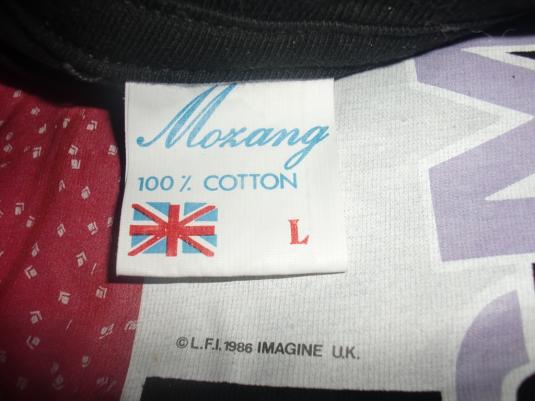 Mozang
100% COTTON
L
© L.F.I. 1986 IMAGINE U.K.